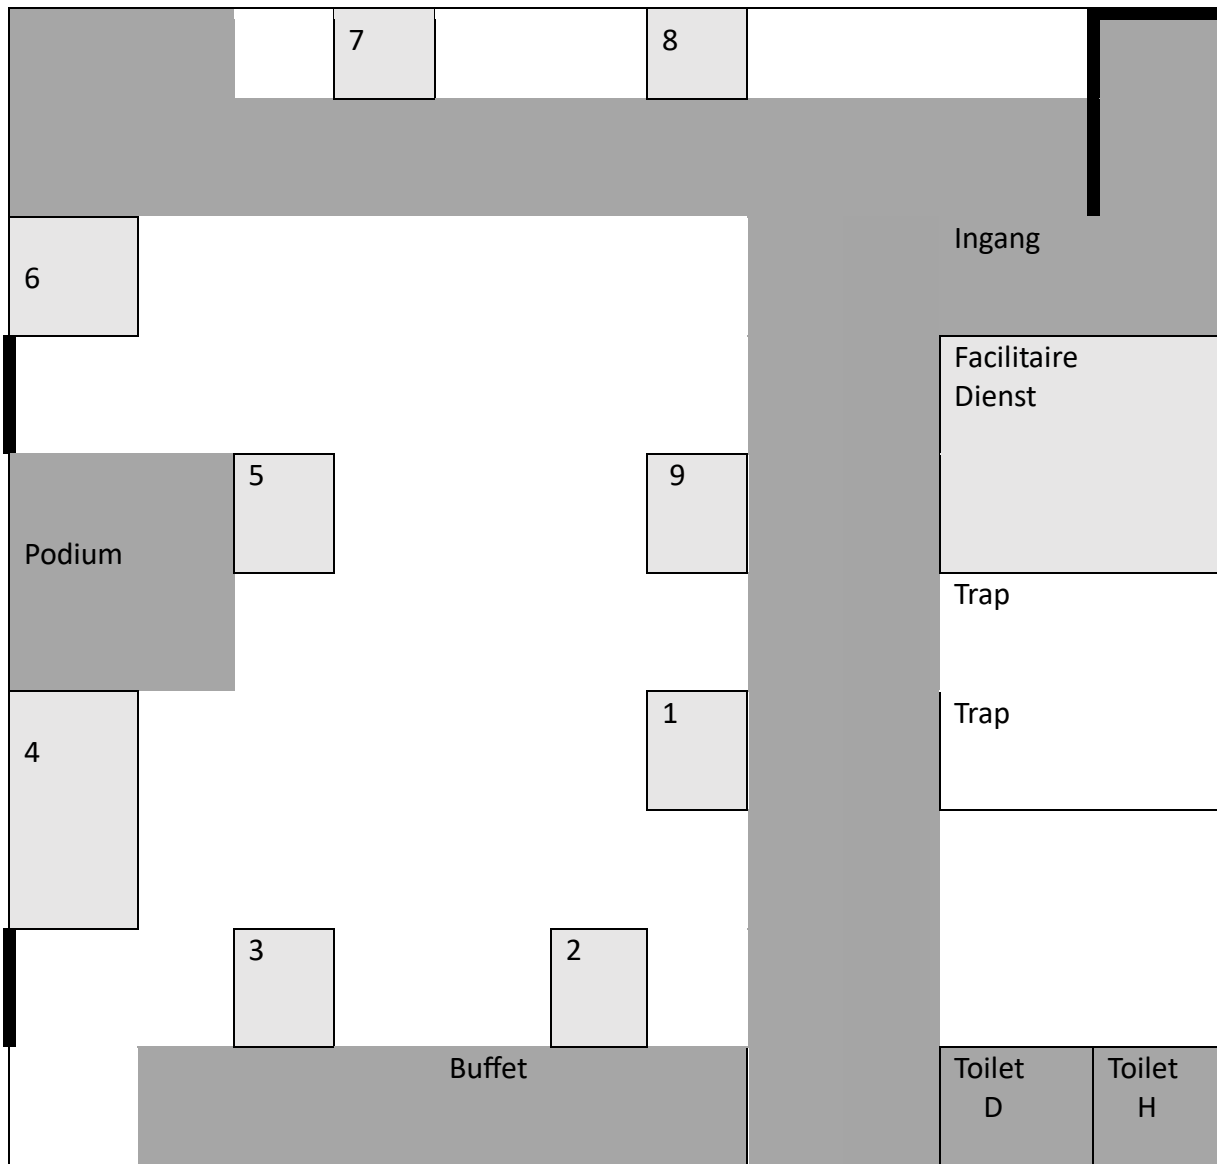 7
8
Ingang
6
Facilitaire
Dienst
5
9
Podium
Trap
1
Trap
4
3
2
Buffet
Toilet
D
Toilet
H